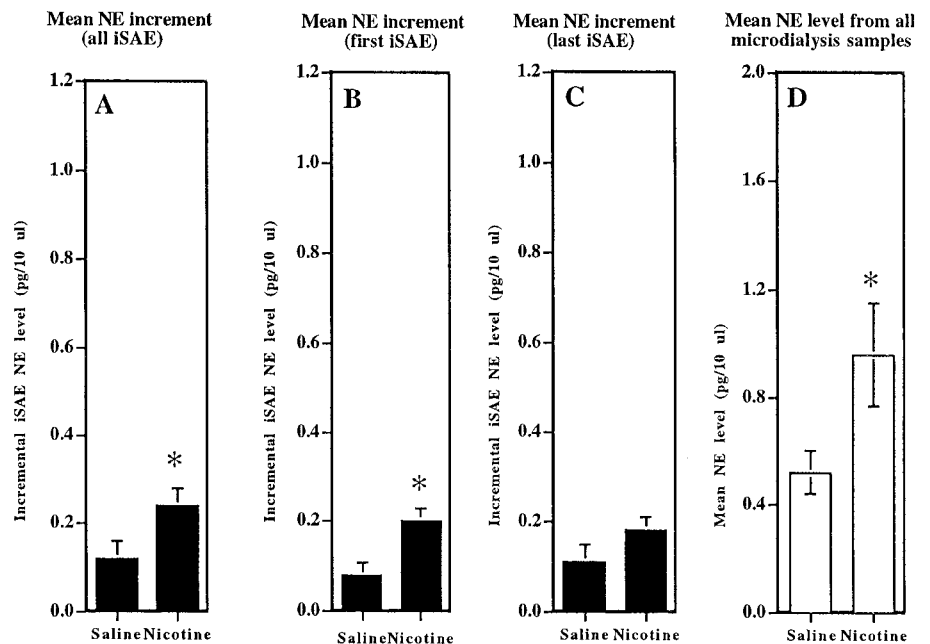 Mean NE increment
(all iSAE)
A
1.2
1.0
0.8
0.6
0.4
0.2
0.0
Incremental iSAE NE level (pg/10 ul)
*
Saline Nicotine
Mean NE increment
(first iSAE)
B
1.2
1.0
0.8
0.6
0.4
0.2
0.0
Incremental iSAE NE level (pg/10 ul)
*
Saline Nicotine
Mean NE increment
(last iSAE)
C
1.2
1.0
0.8
0.6
0.4
0.2
0.0
Incremental iSAE NE level (pg/10 ul)
Saline Nicotine
Mean NE level from all
microdialysis samples
D
2.0
1.6
1.2
0.8
0.4
0.0
Mean NE level (pg/10 ul)
*
Saline Nicotine